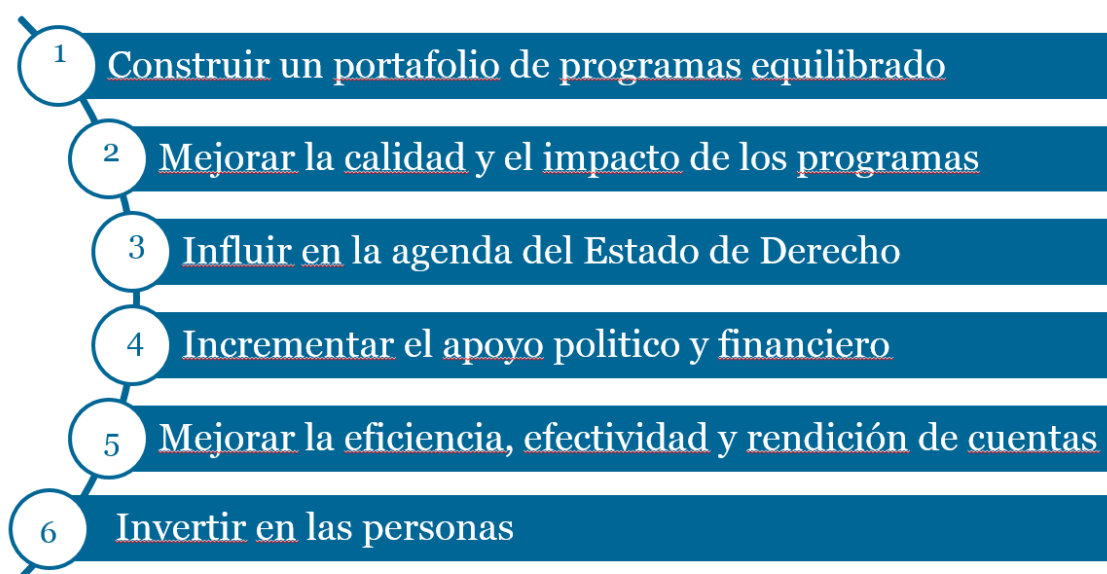 1 Construir un portafolio de programas equilibrado
2 Mejorar la calidad y el impacto de los programas
3 Influir en la agenda del Estado de Derecho
4 Incrementar el apoyo politico y financiero
5 Mejorar la eficiencia, efectividad y rendición de cuentas
6 Invertir en las personas